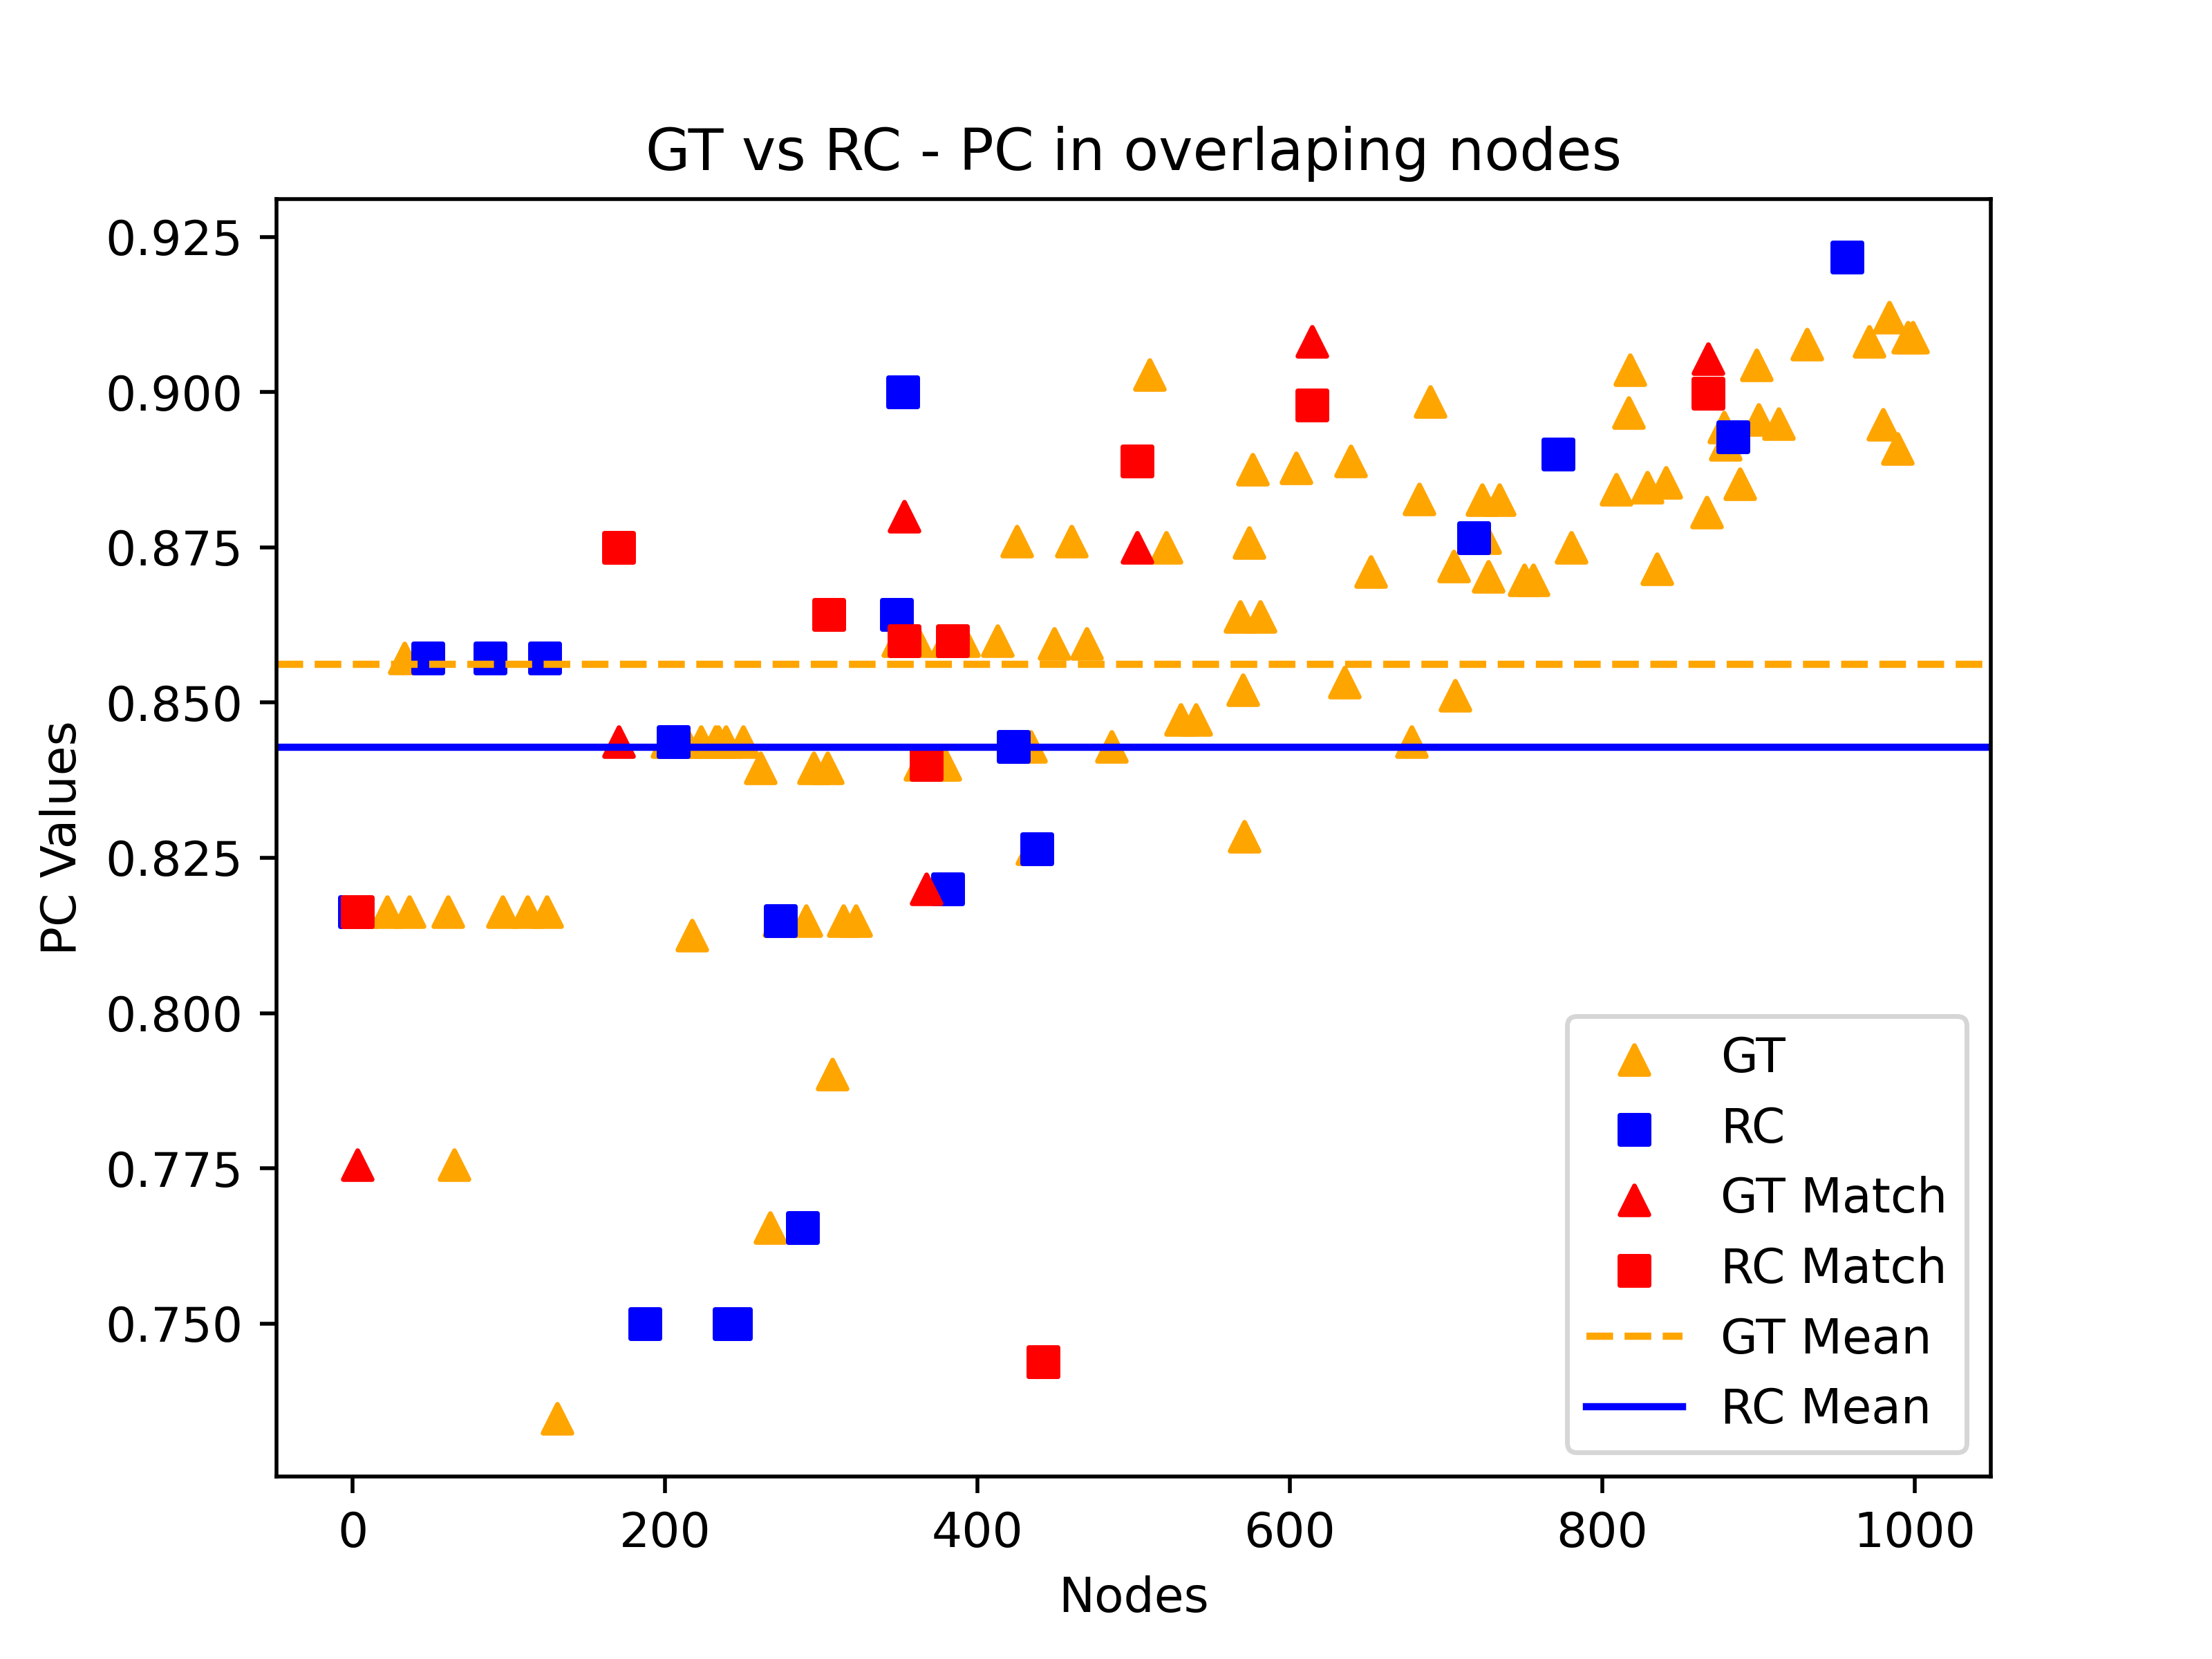 GT vs RC - PC in overlaping nodes
0.925
0.900
0.875
0.850
0.825
0.800
0.775
0.750
PC Values
0 200 400 600 800 1000
Nodes
GT
RC
GT Match
RC Match
GT Mean
RC Mean